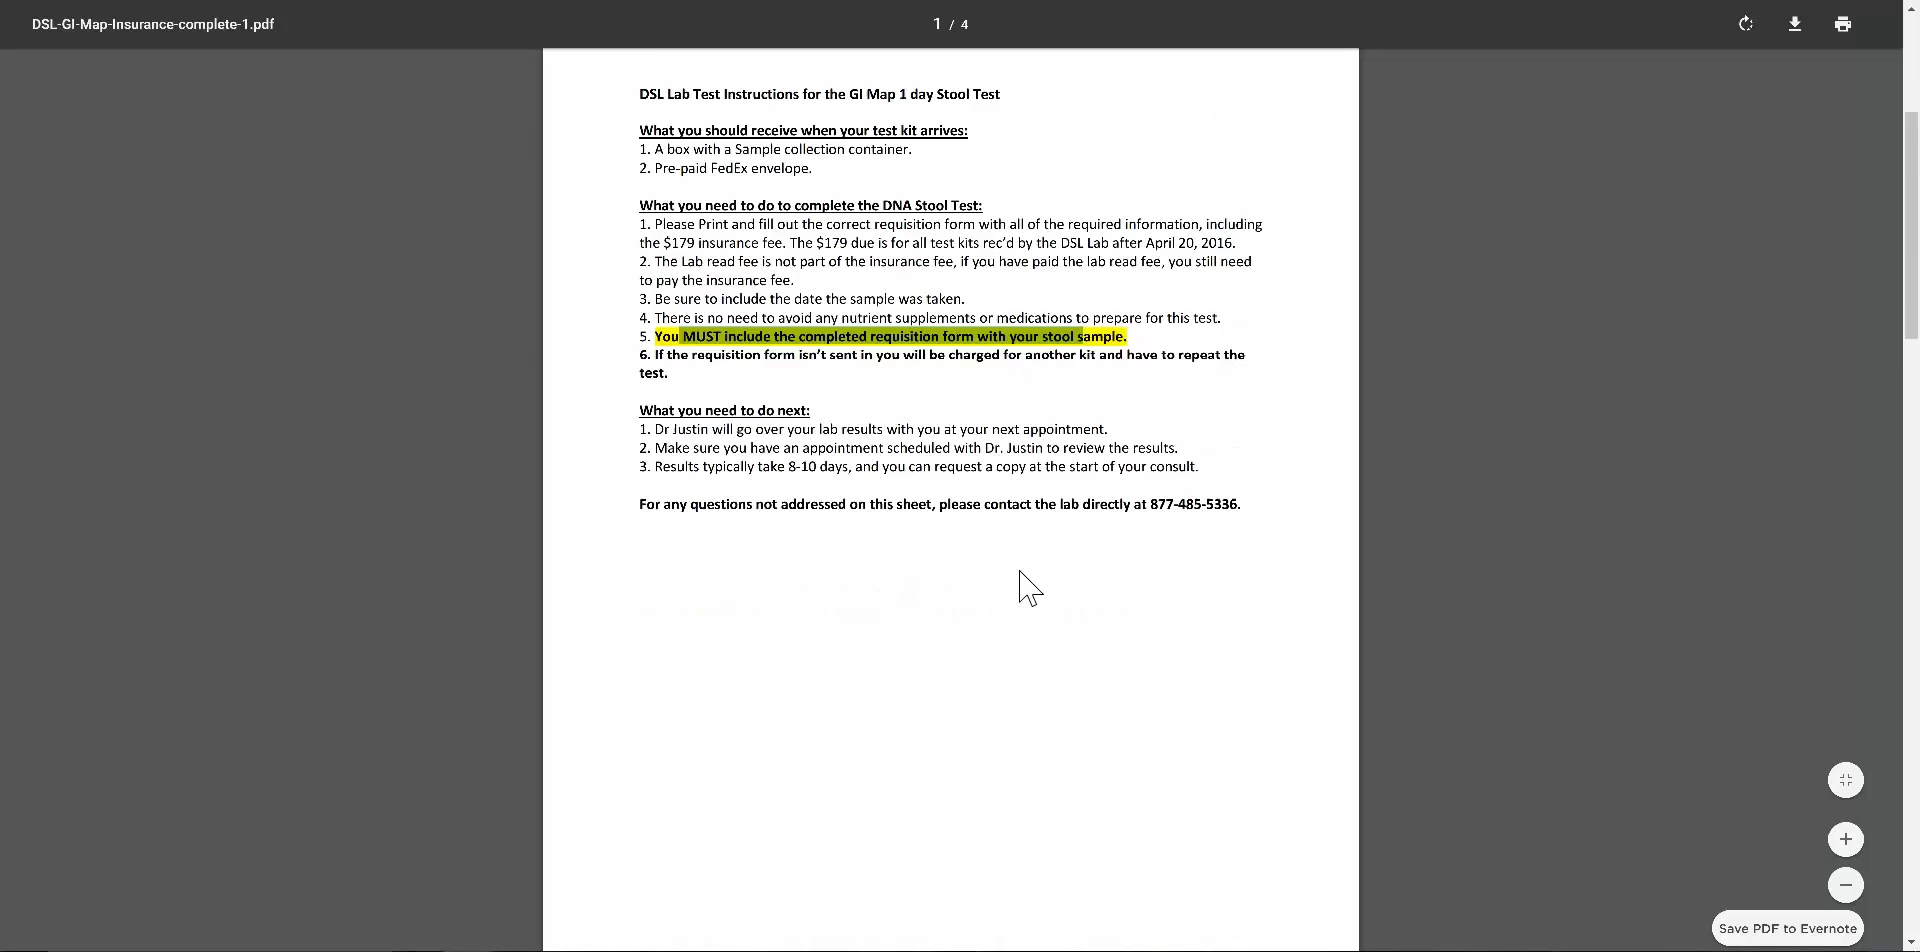 DSL-GI-Map-Insurance-complete-1.pdf
1 / 4
DSL Lab Test Instructions for the GI Map 1 day Stool Test
What you should receive when your test kit arrives:
1. A box with a Sample collection container.
2. Pre-paid FedEx envelope.
What you need to do to complete the DNA Stool Test:
1. Please Print and fill out the correct requisition form with all of the required information, including
the $179 insurance fee. The $179 due is for all test kits rec’d by the DSL Lab after April 20, 2016.
2. The Lab read fee is not part of the insurance fee, if you have paid the lab read fee, you still need
to pay the insurance fee.
3. Be sure to include the date the sample was taken.
4. There is no need to avoid any nutrient supplements or medications to prepare for this test.
5. You MUST include the completed requisition form with your stool sample.
6. If the requisition form isn’t sent in you will be charged for another kit and have to repeat the
test.
What you need to do next:
1. Dr Justin will go over your lab results with you at your next appointment.
2. Make sure you have an appointment scheduled with Dr. Justin to review the results.
3. Results typically take 8-10 days, and you can request a copy at the start of your consult.
For any questions not addressed on this sheet, please contact the lab directly at 877-485-5336.
Save PDF to Evernote